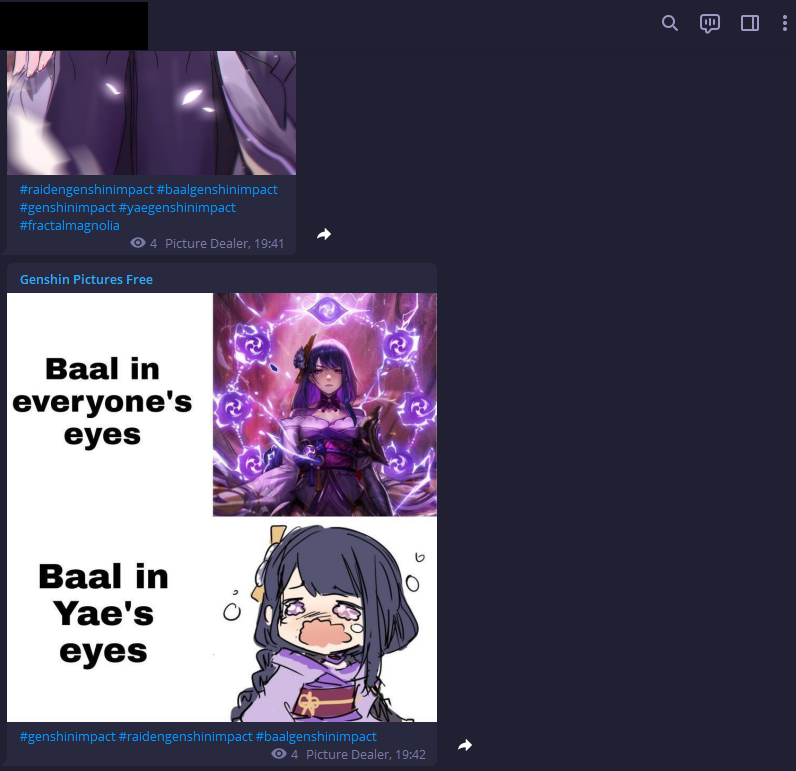 #raidengenshinimpact #baalgenshinimpact
#genshinimpact #yaegenshinimpact
#fractalmagnolia
4 Picture Dealer, 19:41
Genshin Pictures Free
Baal in
everyone's
eyes
Baal in
Yae's
eyes
#genshinimpact #raidengenshinimpact #baalgenshinimpact
4 Picture Dealer, 19:42